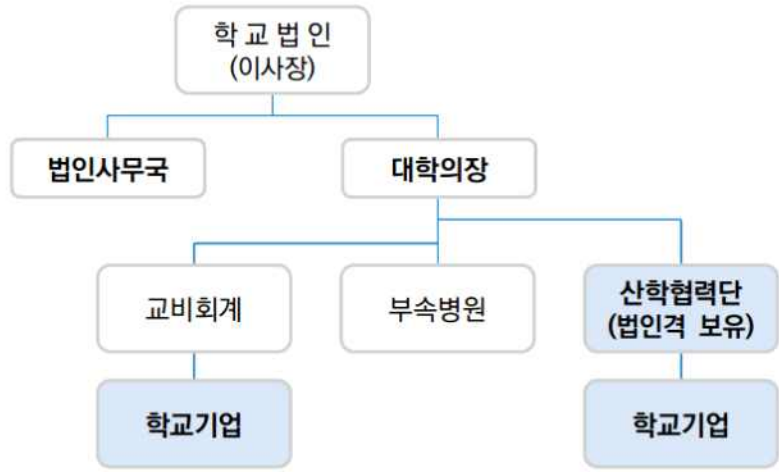 학 교 법 인
(이사장)
법인사무국
대학의장
교비회계
부속병원
산학협력단
(법인격 보유)
학교기업
학교기업